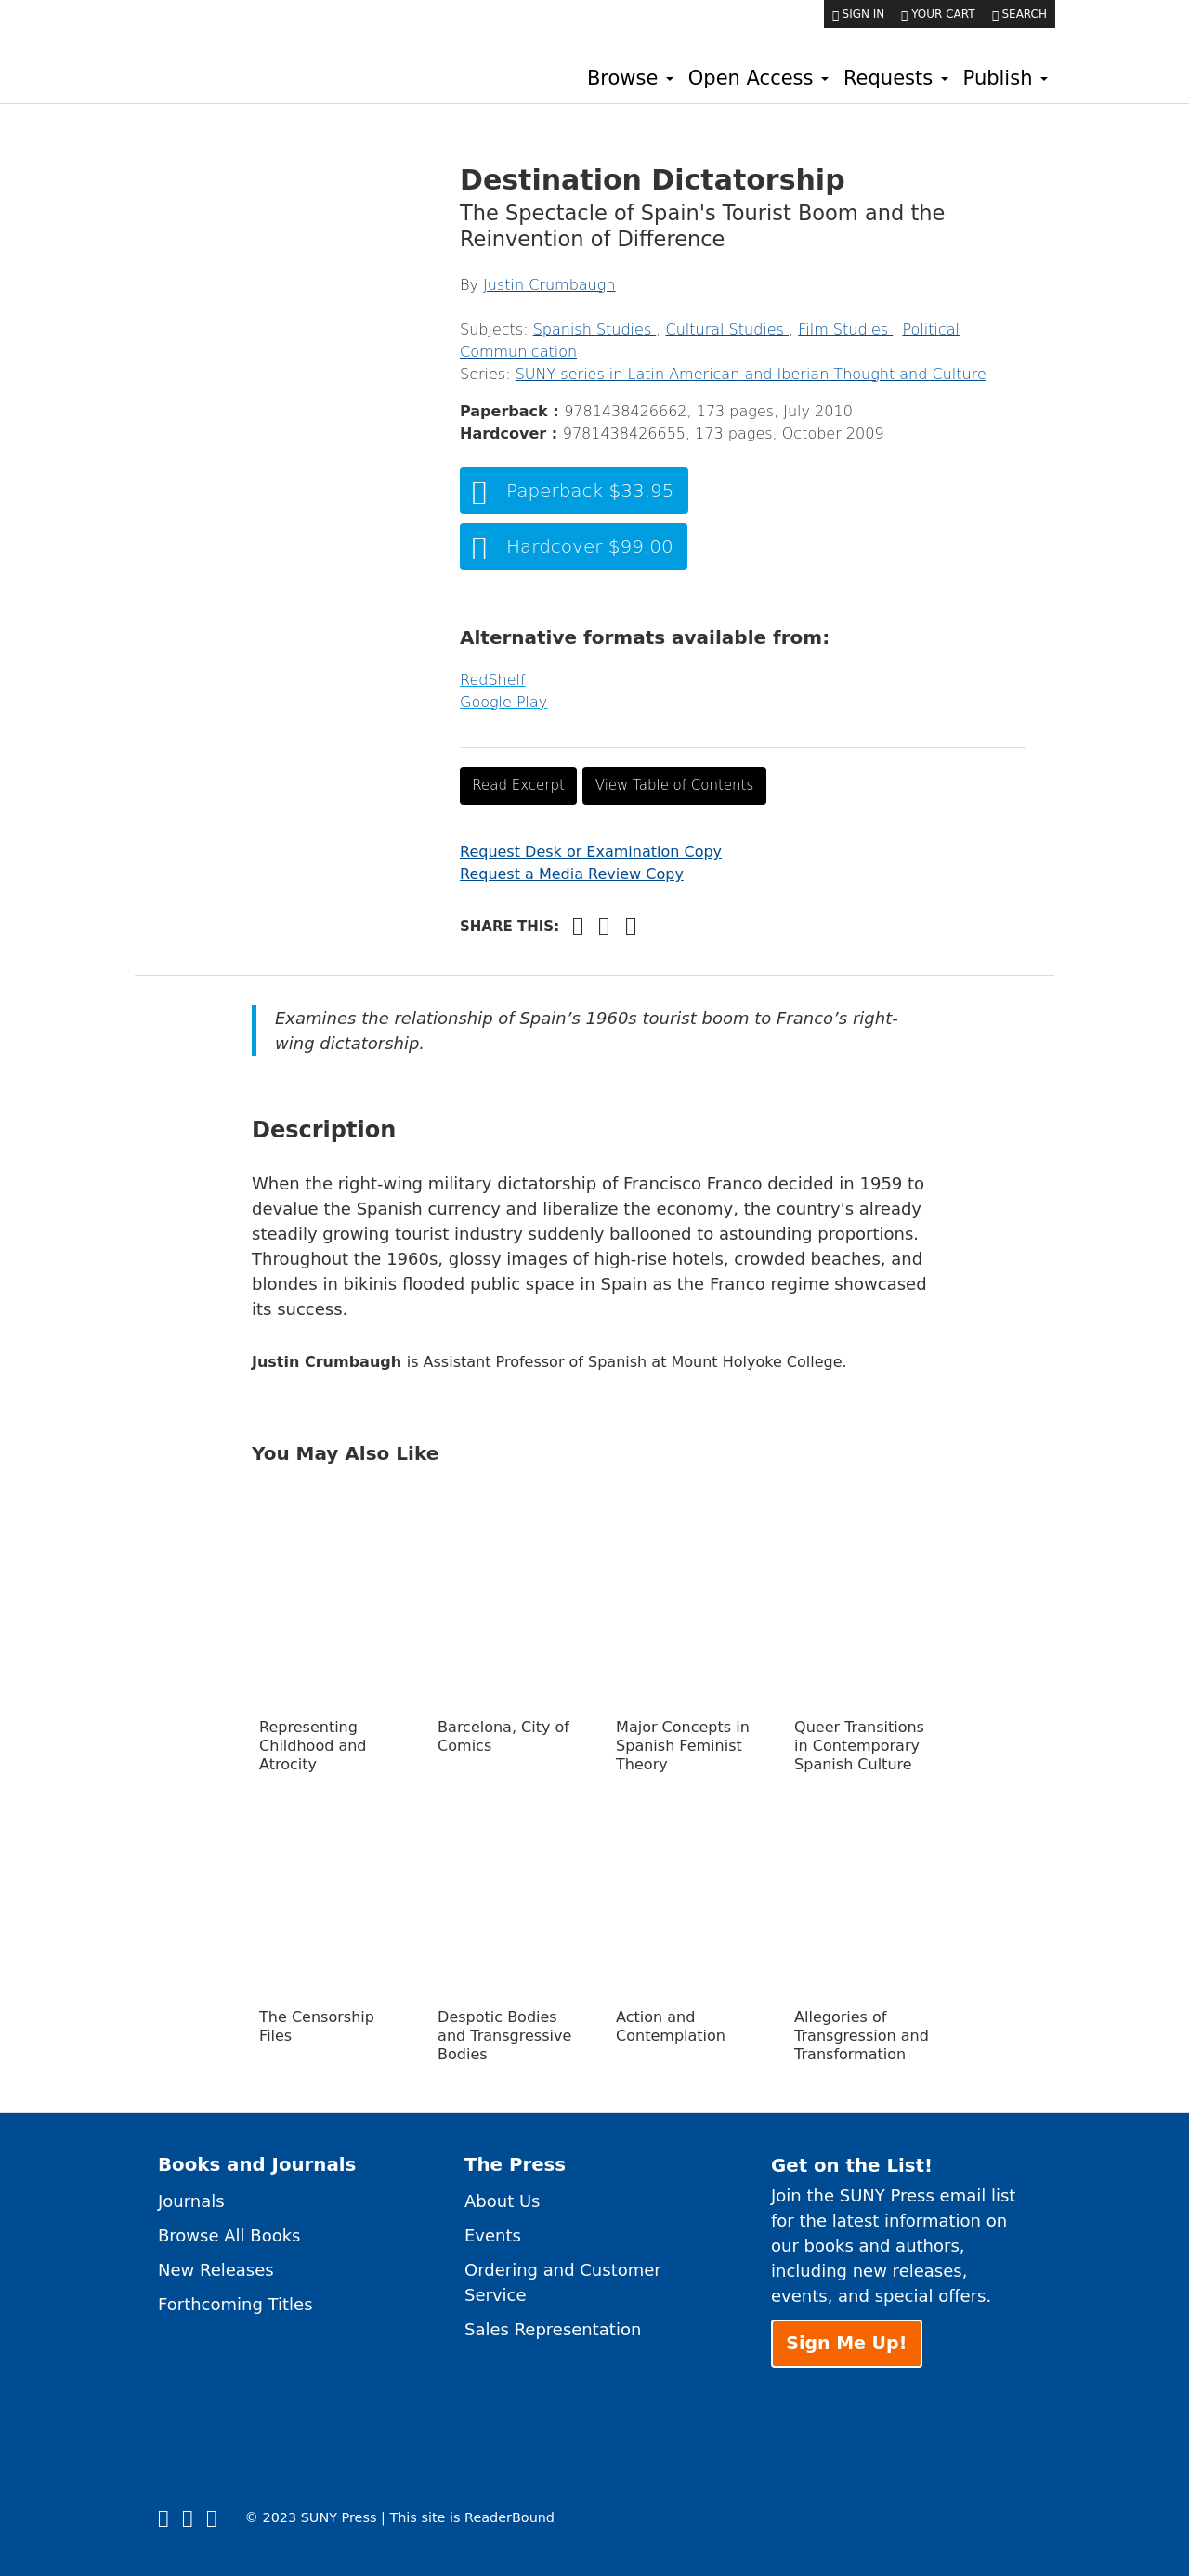 SIGN IN YOUR CART SEARCH
Browse Open Access Requests Publish
Destination Dictatorship
The Spectacle of Spain's Tourist Boom and the
Reinvention of Difference
By Justin Crumbaugh
Subjects: Spanish Studies , Cultural Studies , Film Studies , Political
Communication
Series: SUNY series in Latin American and Iberian Thought and Culture
Paperback : 9781438426662, 173 pages, July 2010
Hardcover : 9781438426655, 173 pages, October 2009
Paperback $33.95
Hardcover $99.00
Alternative formats available from:
RedShelf
Google Play
Read Excerpt View Table of Contents
Request Desk or Examination Copy
Request a Media Review Copy
SHARE THIS:
Examines the relationship of Spain’s 1960s tourist boom to Franco’s right-
wing dictatorship.
Description
When the right-wing military dictatorship of Francisco Franco decided in 1959 to
devalue the Spanish currency and liberalize the economy, the country's already
steadily growing tourist industry suddenly ballooned to astounding proportions.
Throughout the 1960s, glossy images of high-rise hotels, crowded beaches, and
blondes in bikinis flooded public space in Spain as the Franco regime showcased
its success.
Justin Crumbaugh is Assistant Professor of Spanish at Mount Holyoke College.
You May Also Like
Representing
Childhood and
Atrocity
Barcelona, City of
Comics
Major Concepts in
Spanish Feminist
Theory
Queer Transitions
in Contemporary
Spanish Culture
The Censorship
Files
Despotic Bodies
and Transgressive
Bodies
Action and
Contemplation
Allegories of
Transgression and
Transformation
Books and Journals
Journals
Browse All Books
New Releases
Forthcoming Titles
The Press
About Us
Events
Ordering and Customer
Service
Sales Representation
Get on the List!
Join the SUNY Press email list
for the latest information on
our books and authors,
including new releases,
events, and special offers.
Sign Me Up!
© 2023 SUNY Press | This site is ReaderBound